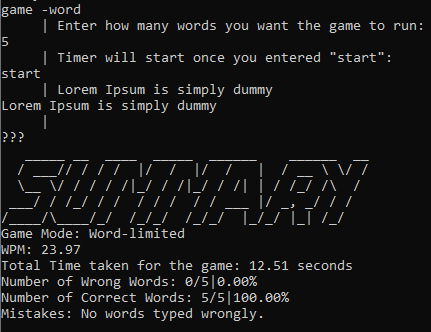 game -word
| Enter how many words you want the game to run:
5
| Timer will start once you entered "start":
start
| Lorem Ipsum is simply dummy
Lorem Ipsum is simply dummy
|
???
SUMMARY
Game Mode: Word-limited
WPM: 23.97
Total Time taken for the game: 12.51 seconds
Number of Wrong Words: 0/5|0.00%
Number of Correct Words: 5/5|100.00%
Mistakes: No words typed wrongly.